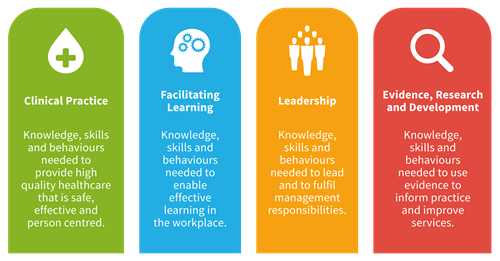 Clinical Practice
Knowledge, skills
and behaviours
needed to
provide high
quality healthcare
that is safe,
effective and
person centred.
Facilitating
Learning
Knowledge,
skills and
behaviours
needed to
enable
effective
learning in
the workplace.
Leadership
Knowledge,
skills and
behaviours
needed to lead
and to fulfil
management
responsibilities.
Evidence, Research
and Development
Knowledge,
skills and
behaviours
needed to use
evidence to
inform practice
and improve
services.